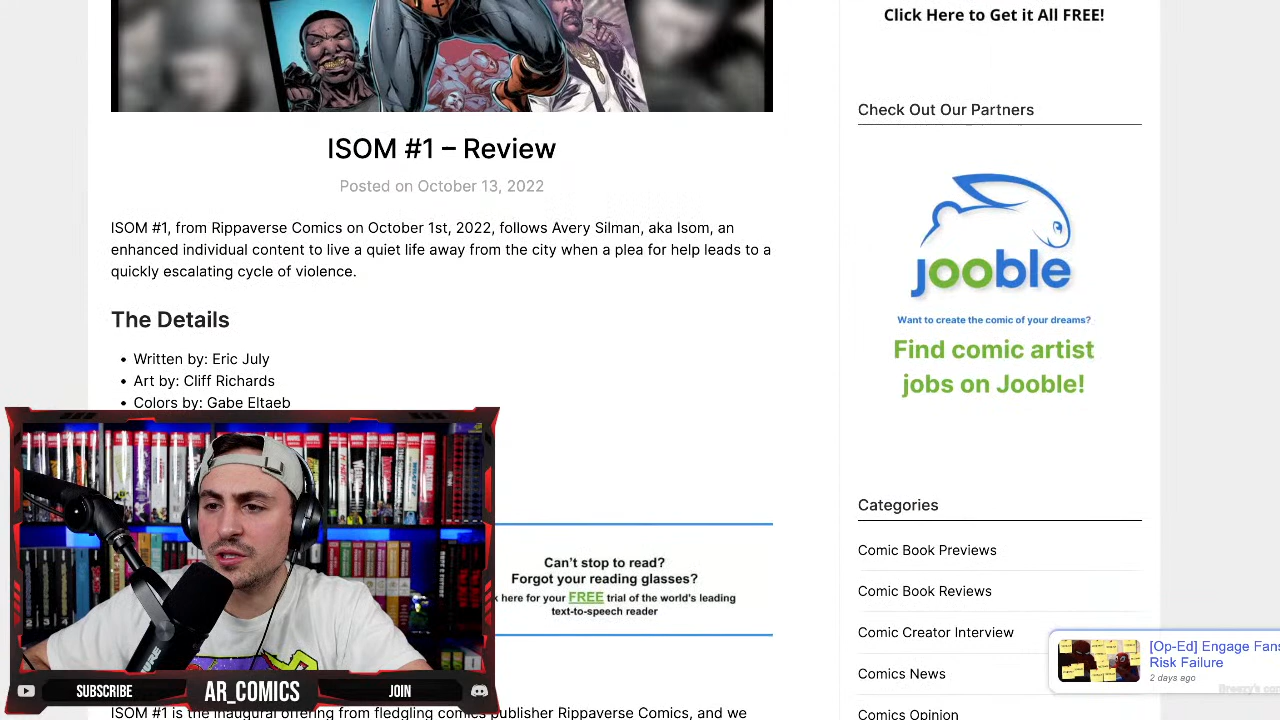 Click Here to Get it All FREE!
Check Out Our Partners
jooble
Want to create the comic of your dreams?
Find comic artist
jobs on Jooble!
ISOM #1 – Review
Posted on October 13, 2022
ISOM #1, from Rippaverse Comics on October 1st, 2022, follows Avery Silman, aka Isom, an
enhanced individual content to live a quiet life away from the city when a plea for help leads to a
quickly escalating cycle of violence.
The Details
• Written by: Eric July
• Art by: Cliff Richards
• Colors by: Gabe Eltaeb
Can't stop to read?
Forgot your reading glasses?
here for your FREE trial of the world's leading
text-to-speech reader
ISOM #1 is the inaugural offering from fledgling comics publisher Rippaverse Comics, and we
Categories
Comic Book Previews
Comic Book Reviews
Comic Creator Interview
Comics News
Comics Opinion
[Op-Ed] Engage Fans
Risk Failure
2 days ago
SUBSCRIBE
AR_COMICS
JOIN